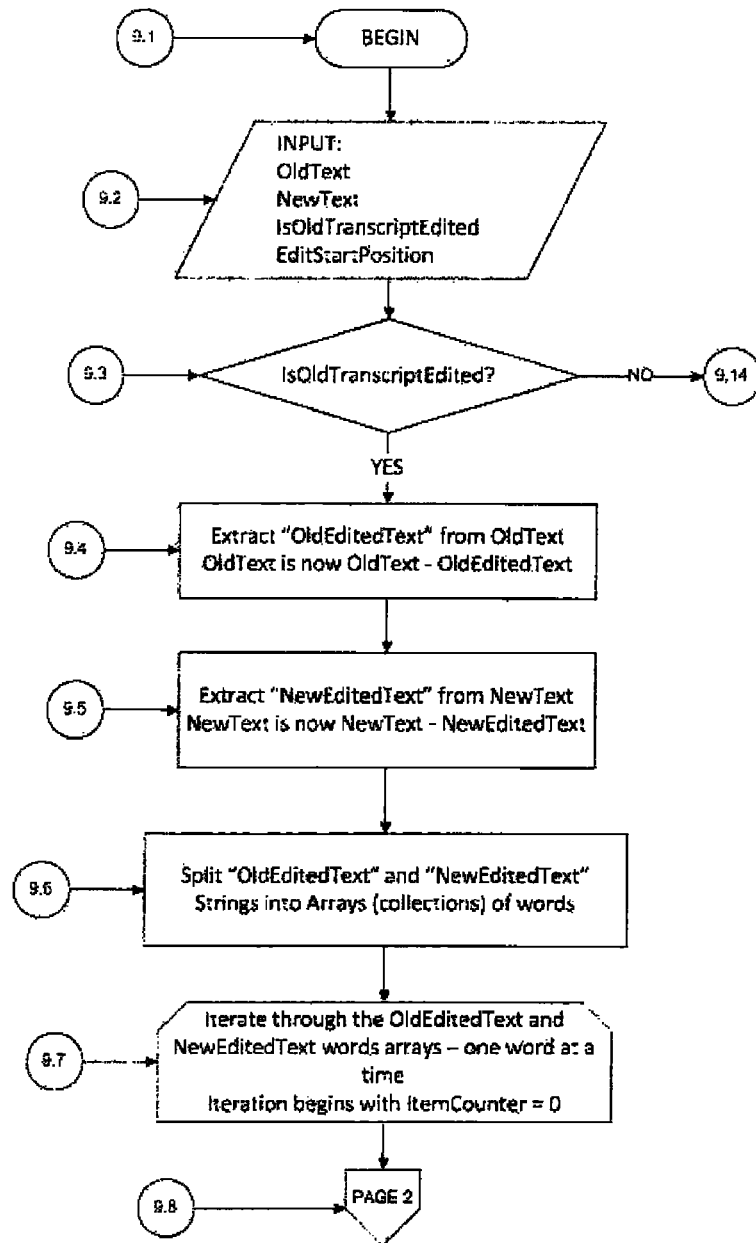 9.1
BEGIN
INPUT:
OldText
9.2
NewText
IsOldTranscriptEdited
EditStartPosition
9.3
IsOldTranscriptEdited?
NO
9,14
YES
9.4
Extract “OldEditedText” from OldText
OldText is now OldText - OldEditedText
9.5
Extract “NewEditedText” from NewText
NewText is now NewText - NewEditedText
9.6
Split “OldEditedText” and “NewEditedText”
Strings into Arrays (collections) of words
9.7
Iterate through the OldEditedText and
NewEditedText words arrays – one word at a
time
Iteration begins with ItemCounter = 0
9.8
PAGE 2